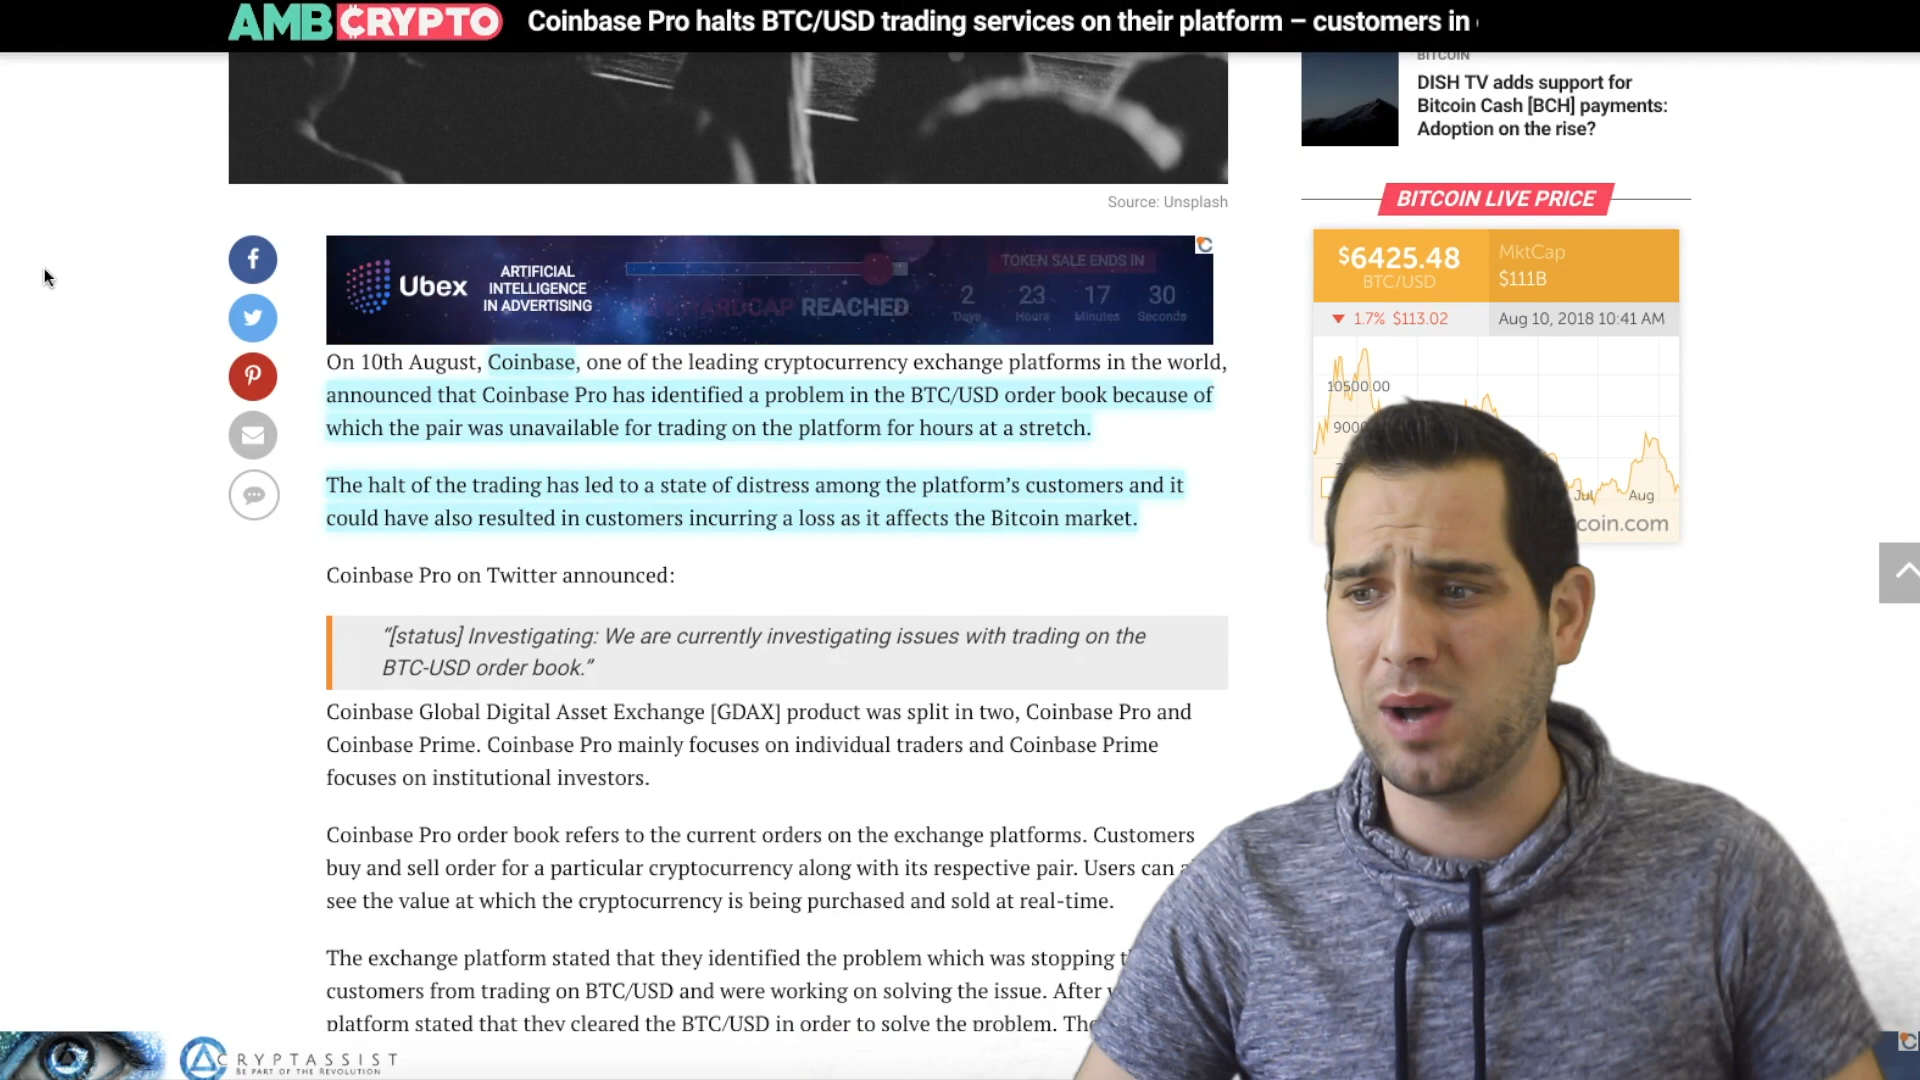 AMBCRYPTO Coinbase Pro halts BTC/USD trading services on their platform – customers in
BITCOIN
DISH TV adds support for
Bitcoin Cash [BCH] payments:
Adoption on the rise?
Source: Unsplash
BITCOIN LIVE PRICE
$6425.48
BTC/USD
MktCap
$111B
1.7% $113.02
Aug 10, 2018 10:41 AM
10500.00
9000
Jul
Aug
coin.com
Ubex
ARTIFICIAL
INTELLIGENCE
IN ADVERTISING
HARDCAP REACHED
TOKEN SALE ENDS IN
2 23 17 30
Days Hours Minutes Seconds
On 10th August, Coinbase, one of the leading cryptocurrency exchange platforms in the world,
announced that Coinbase Pro has identified a problem in the BTC/USD order book because of
which the pair was unavailable for trading on the platform for hours at a stretch.
The halt of the trading has led to a state of distress among the platform’s customers and it
could have also resulted in customers incurring a loss as it affects the Bitcoin market.
Coinbase Pro on Twitter announced:
“[status] Investigating: We are currently investigating issues with trading on the
BTC-USD order book.”
Coinbase Global Digital Asset Exchange [GDAX] product was split in two, Coinbase Pro and
Coinbase Prime. Coinbase Pro mainly focuses on individual traders and Coinbase Prime
focuses on institutional investors.
Coinbase Pro order book refers to the current orders on the exchange platforms. Customers
buy and sell order for a particular cryptocurrency along with its respective pair. Users can
see the value at which the cryptocurrency is being purchased and sold at real-time.
The exchange platform stated that they identified the problem which was stopping
customers from trading on BTC/USD and were working on solving the issue. After
platform stated that they cleared the BTC/USD in order to solve the problem.
CRYPTASSIST
BE PART OF THE REVOLUTION